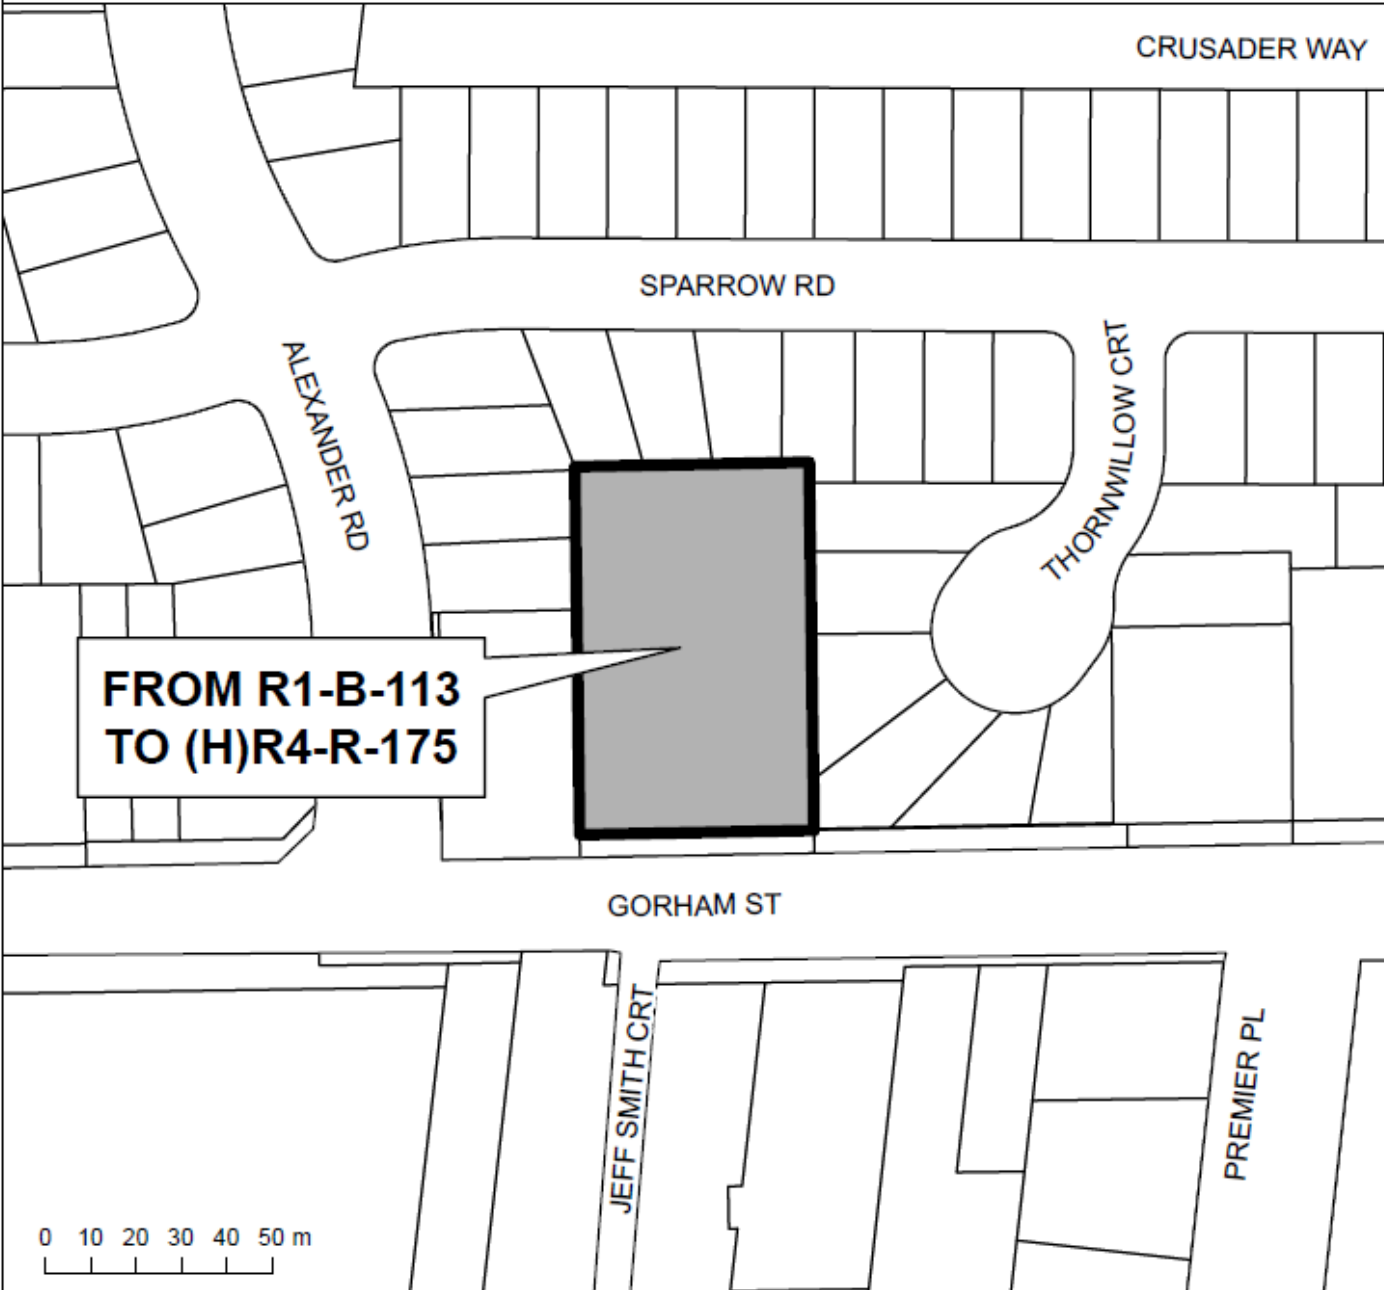 CRUSADER WAY
SPARROW RD
ALEXANDER RD
THORNWILLOW CRT
FROM R1-B-113
TO (H)R4-R-175
GORHAM ST
JEFF SMITH CRT
PREMIER PL
0 10 20 30 40 50 m